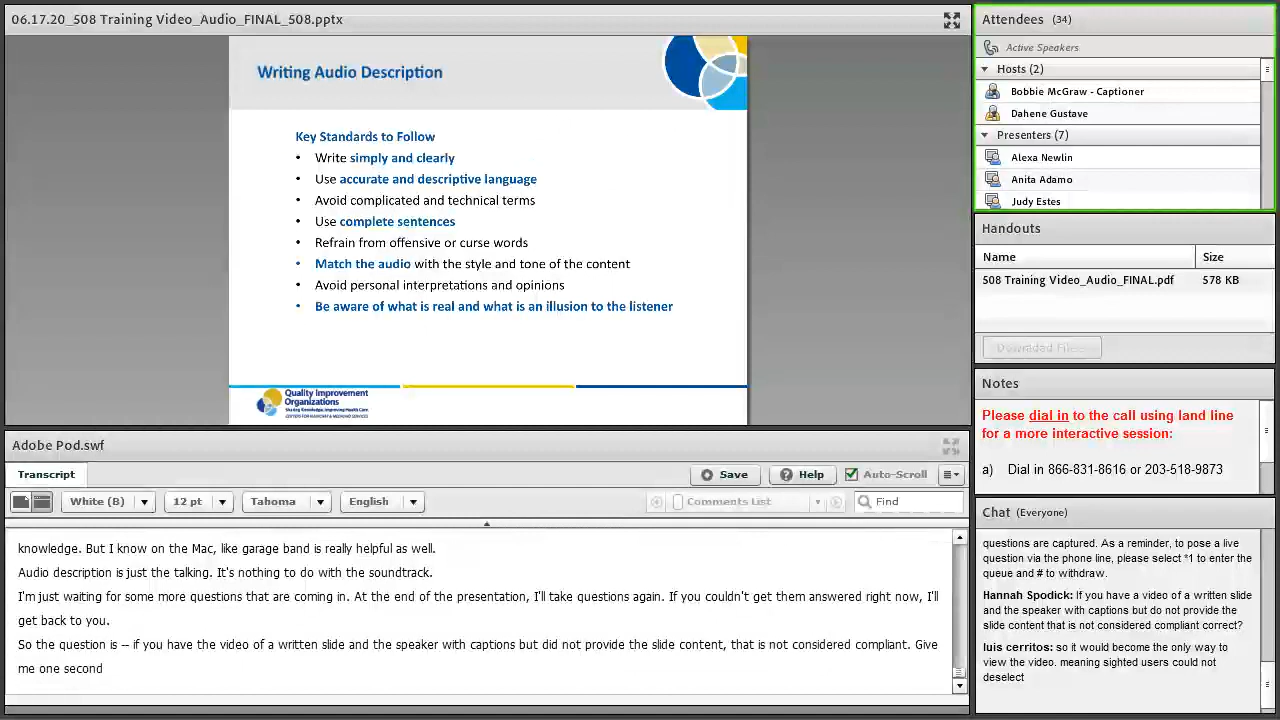 06.17.20_508 Training Video_Audio_FINAL_508.pptx
Writing Audio Description
Key Standards to Follow
• Write simply and clearly
• Use accurate and descriptive language
• Avoid complicated and technical terms
• Use complete sentences
• Refrain from offensive or curse words
• Match the audio with the style and tone of the content
• Avoid personal interpretations and opinions
• Be aware of what is real and what is an illusion to the listener
Quality Improvement
Organizations
Sharing Knowledge. Improving Health Care.
CENTERS FOR MEDICARE & MEDICAID SERVICES
Adobe Pod.swf
Transcript
Save
Help
Auto-Scroll
White (B)
12 pt
Tahoma
English
Comments List
Find
knowledge. But I know on the Mac, like garage band is really helpful as well.
Audio description is just the talking. It's nothing to do with the soundtrack.
I'm just waiting for some more questions that are coming in. At the end of the presentation, I'll take questions again. If you couldn't get them answered right now, I'll
get back to you.
So the question is -- if you have the video of a written slide and the speaker with captions but did not provide the slide content, that is not considered compliant. Give
me one second
Attendees (34)
Active Speakers
Hosts (2)
Bobbie McGraw - Captioner
Dahene Gustave
Presenters (7)
Alexa Newlin
Anita Adamo
Judy Estes
Handouts
Name Size
508 Training Video_Audio_FINAL.pdf 578 KB
Download File(s)
Notes
Please dial in to the call using land line
for a more interactive session:
a) Dial in 866-831-8616 or 203-518-9873
Chat (Everyone)
questions are captured. As a reminder, to pose a live
question via the phone line, please select *1 to enter the
queue and # to withdraw.
Hannah Spodick: If you have a video of a written slide
and the speaker with captions but do not provide the
slide content that is not considered compliant correct?
luis cerritos: so it would become the only way to
view the video. meaning sighted users could not
deselect